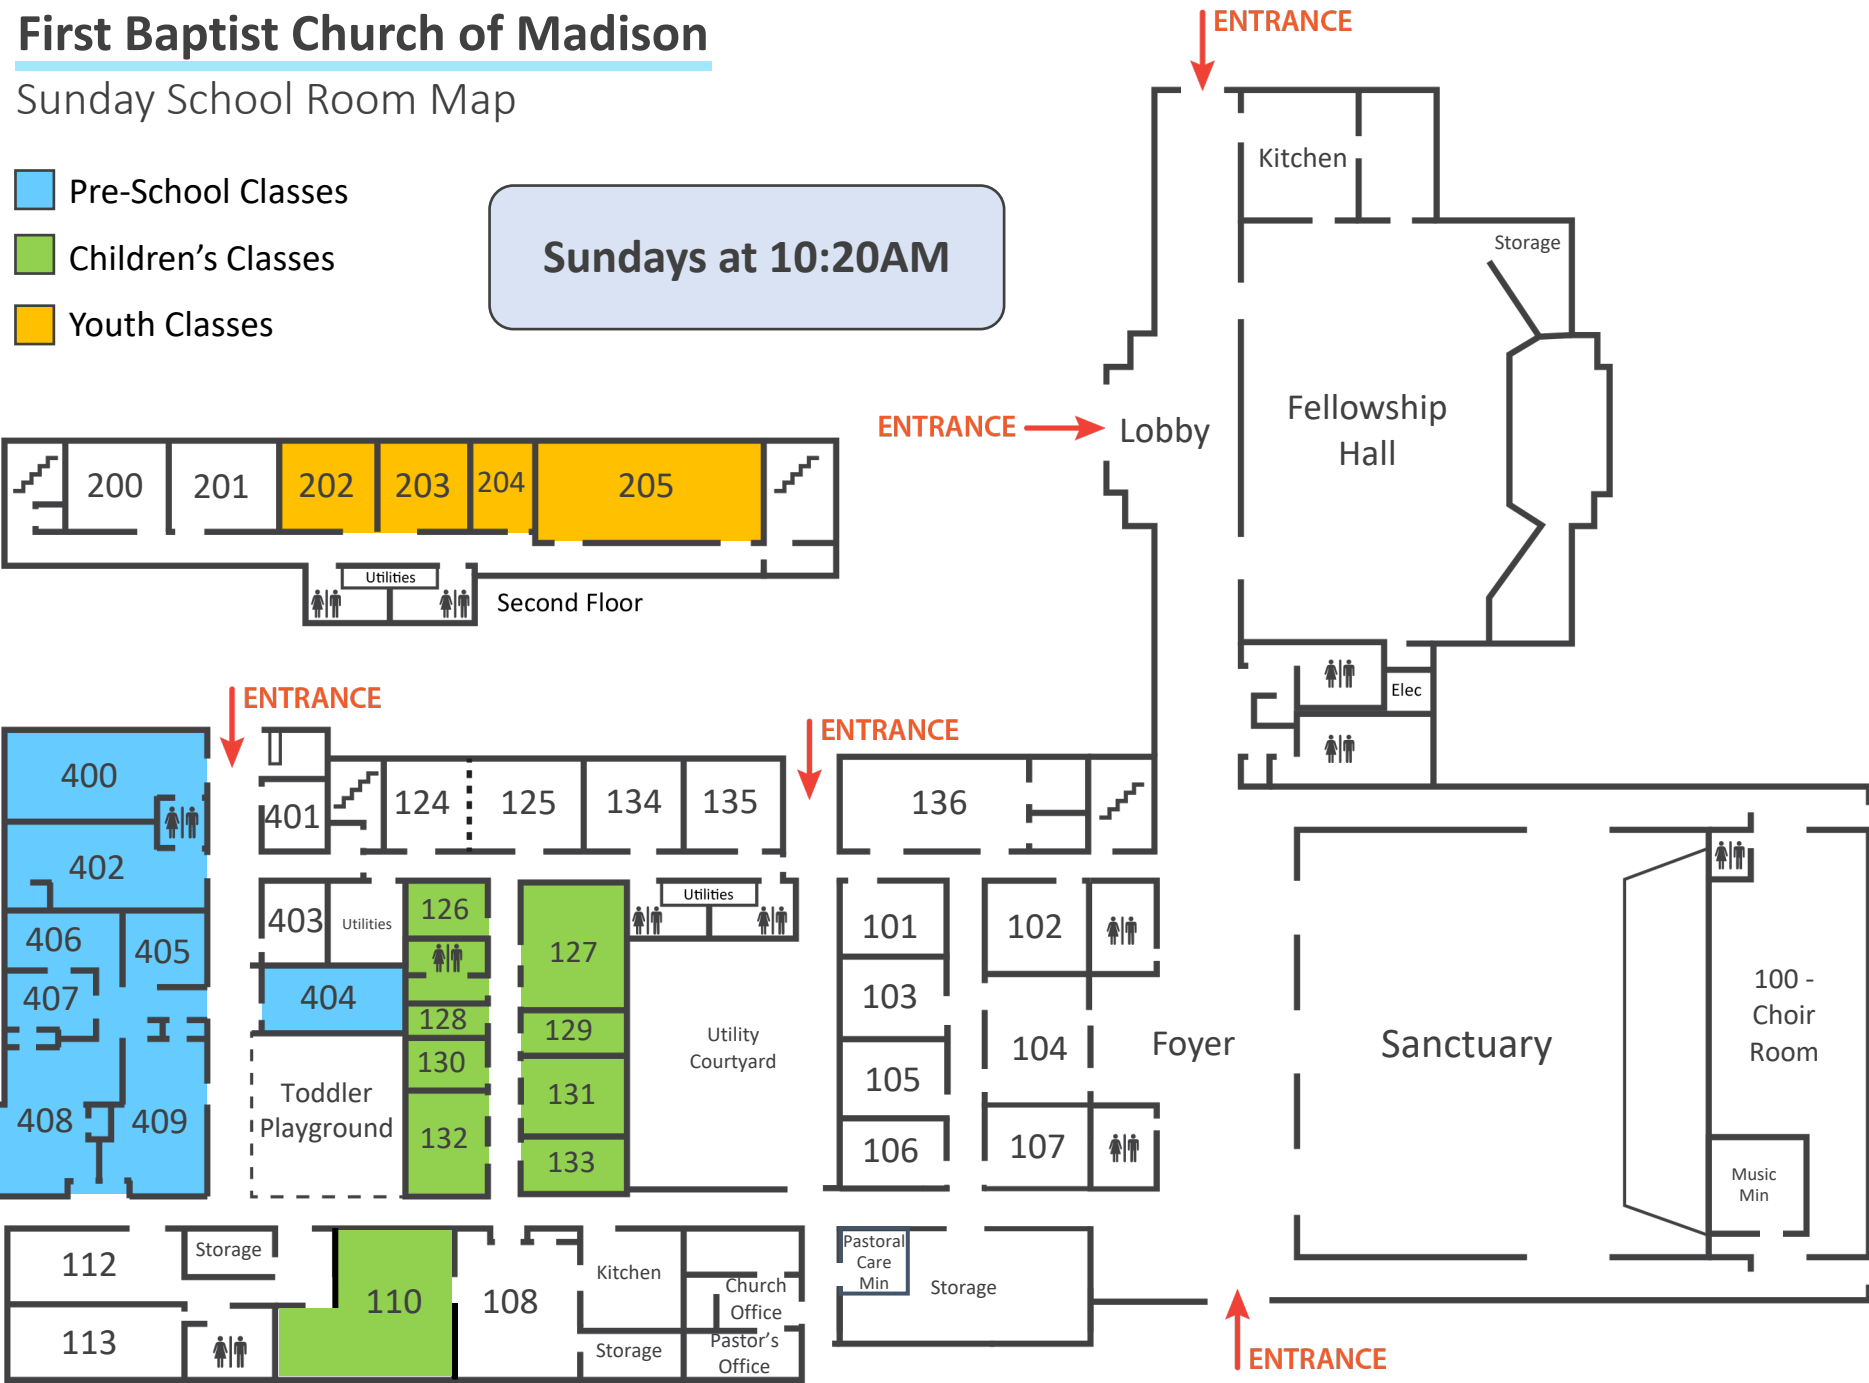 First Baptist Church of Madison
Sunday School Room Map
Pre-School Classes
Children's Classes
Youth Classes
Sundays at 10:20AM
ENTRANCE
Kitchen
Storage
Fellowship
Hall
ENTRANCE
Lobby
200
201
202
203
204
205
Utilities
Second Floor
Elec
ENTRANCE
ENTRANCE
400
401
402
403
Utilities
404
405
406
407
408
409
124
125
134
135
136
126
127
128
129
130
131
132
133
Utilities
Utility
Courtyard
Toddler
Playground
101
102
103
104
105
106
107
Foyer
Sanctuary
100 -
Choir
Room
Music
Min
112
113
Storage
110
108
Kitchen
Storage
Church
Office
Pastor's
Office
Pastoral
Care
Min
Storage
ENTRANCE